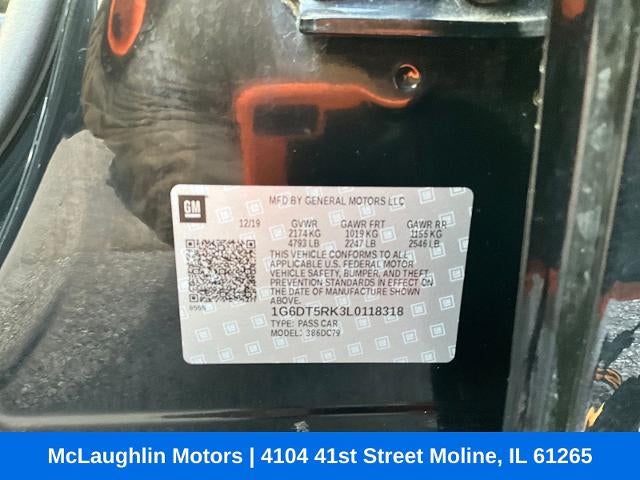 GM
MFD BY GENERAL MOTORS LLC
12/19 GVWR GAWR FRT GAWR RR
2174 KG 1019 KG 1155 KG
4793 LB 2247 LB 2546 LB
THIS VEHICLE CONFORMS TO ALL
APPLICABLE U.S. FEDERAL MOTOR
VEHICLE SAFETY, BUMPER, AND THEFT
PREVENTION STANDARDS IN EFFECT ON
THE DATE OF MANUFACTURE SHOWN
ABOVE.
1G6DT5RK3L0118318
TYPE: PASS CAR
MODEL: 386DC79
McLaughlin Motors | 4104 41st Street Moline, IL 61265